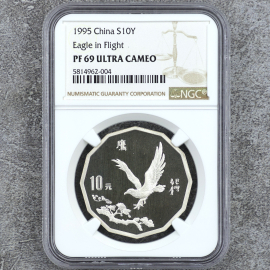 1995 China S10Y
Eagle in Flight
PF 69 ULTRA CAMEO
5814962-004
NUMISMATIC GUARANTY CORPORATION
NGC
鹰
10元